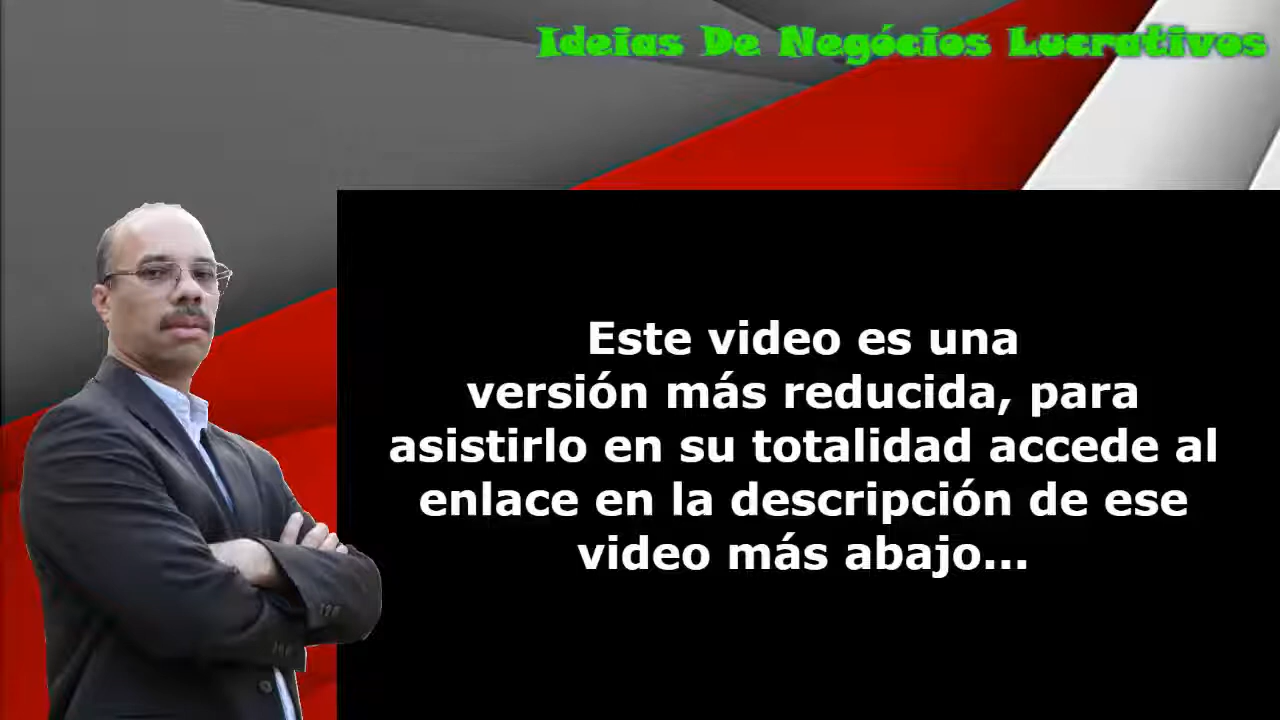 Ideias De Negócios Lucrativos
Este video es una
versión más reducida, para
asistirlo en su totalidad accede al
enlace en la descripción de ese
video más abajo...